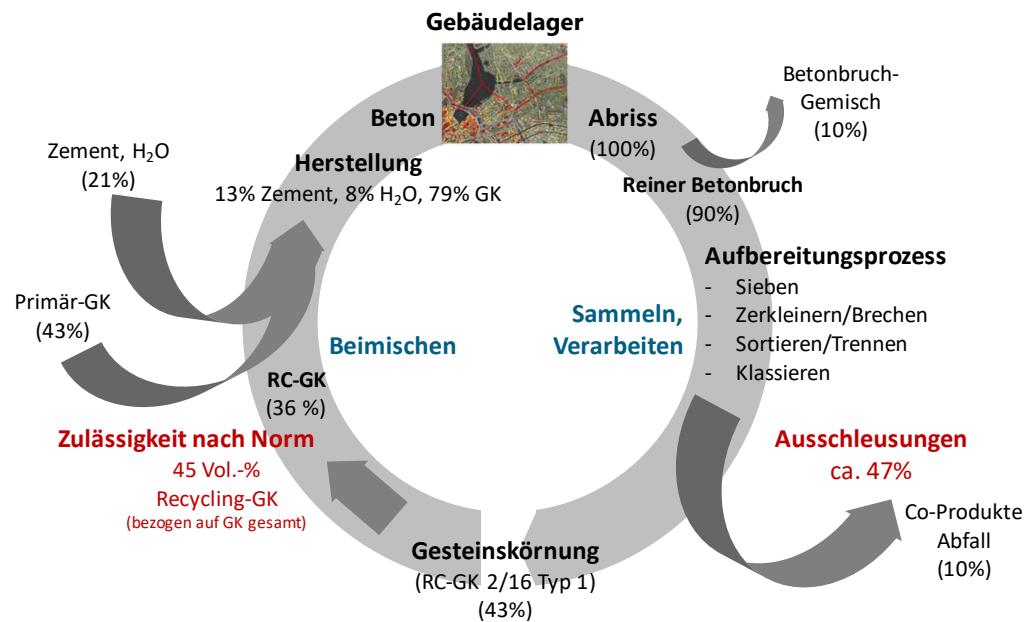 Gebäudelager
Beton
Abriss
(100%)
Betonbruch-
Gemisch
(10%)
Zement, H₂O
(21%)
Herstellung
13% Zement, 8% H₂O, 79% GK
Reiner Betonbruch
(90%)
Aufbereitungsprozess
- Sieben
- Zerkleinern/Brechen
- Sortieren/Trennen
- Klassieren
Primär-GK
(43%)
Beimischen
Sammeln,
Verarbeiten
RC-GK
(36 %)
Zulässigkeit nach Norm
45 Vol.-%
Recycling-GK
(bezogen auf GK gesamt)
Ausschleusungen
ca. 47%
Co-Produkte
Abfall
(10%)
Gesteinskörnung
(RC-GK 2/16 Typ 1)
(43%)